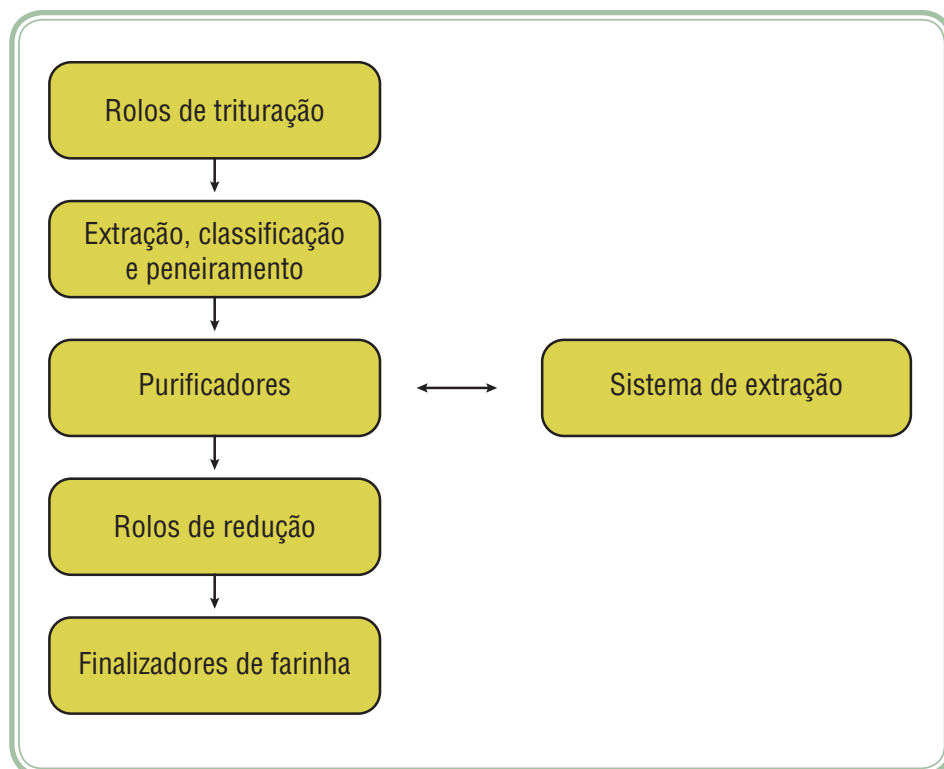 Rolos de trituração
Extração, classificação
e peneiramento
Purificadores
Sistema de extração
Rolos de redução
Finalizadores de farinha